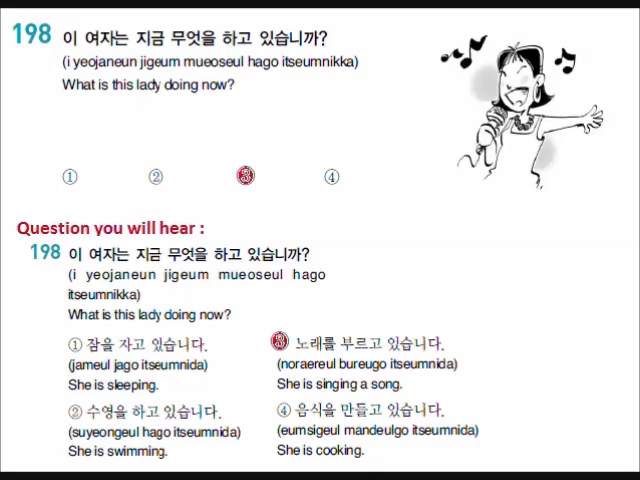 198 이 여자는 지금 무엇을 하고 있습니까?
(i yeojaneun jigeum mueoseul hago itseumnikka)
What is this lady doing now?
① ② ③ ④
Question you will hear :
198 이 여자는 지금 무엇을 하고 있습니까?
(i yeojaneun jigeum mueoseul hago
itseumnikka)
What is this lady doing now?
① 잠을 자고 있습니다.
(jameul jago itseumnida)
She is sleeping.
③ 노래를 부르고 있습니다.
(noraereul bureugo itseumnida)
She is singing a song.
② 수영을 하고 있습니다.
(suyeongeul hago itseumnida)
She is swimming.
④ 음식을 만들고 있습니다.
(eumsigeul mandeulgo itseumnida)
She is cooking.